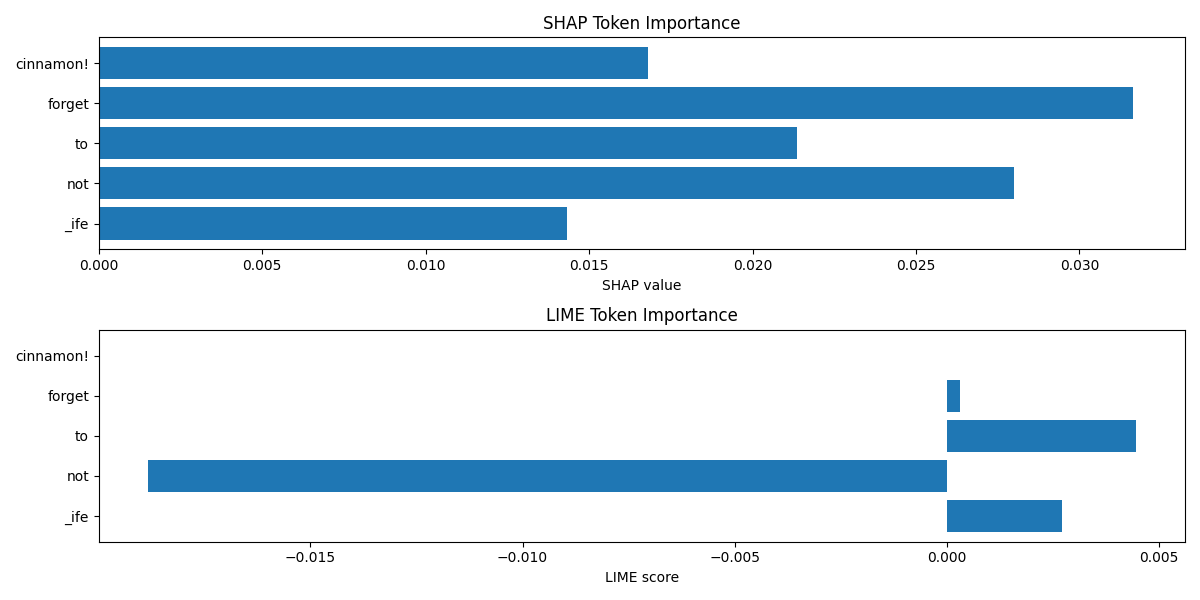 SHAP Token Importance
cinnamon!
forget
to
not
_ife
0.000 0.005 0.010 0.015 0.020 0.025 0.030
SHAP value
LIME Token Importance
cinnamon!
forget
to
not
_ife
−0.015 −0.010 −0.005 0.000 0.005
LIME score